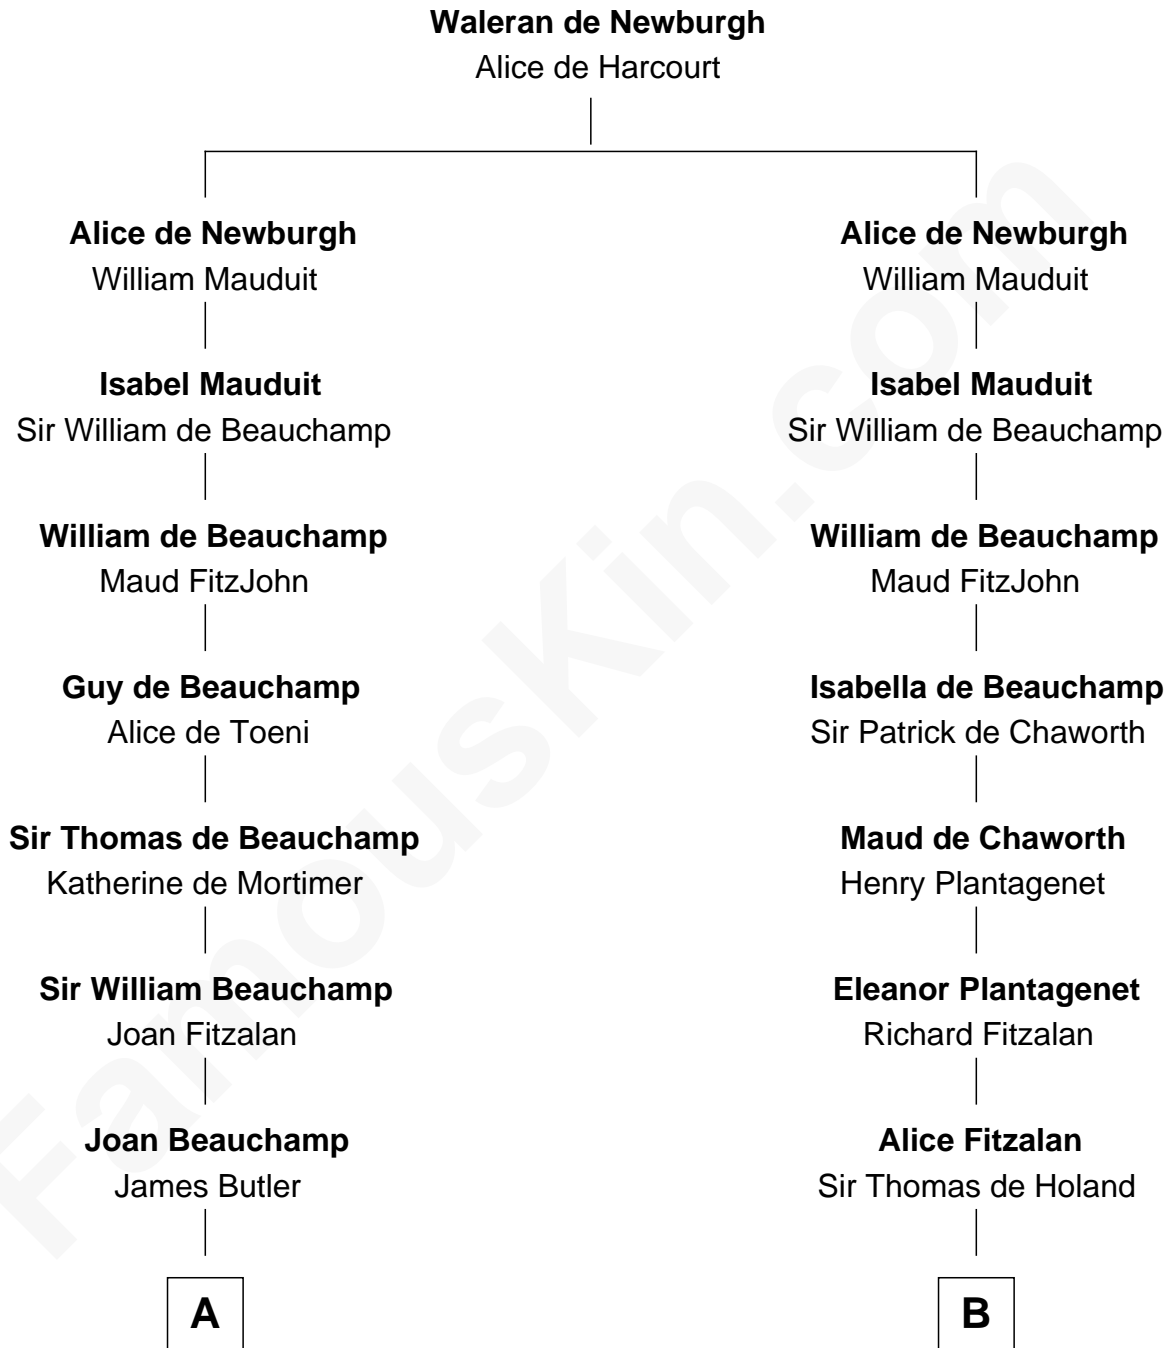 Waleran de Newburgh
Alice de Harcourt
Alice de Newburgh
William Mauduit
Alice de Newburgh
William Mauduit
Isabel Mauduit
Sir William de Beauchamp
Isabel Mauduit
Sir William de Beauchamp
William de Beauchamp
Maud FitzJohn
William de Beauchamp
Maud FitzJohn
Guy de Beauchamp
Alice de Toeni
Isabella de Beauchamp
Sir Patrick de Chaworth
Sir Thomas de Beauchamp
Katherine de Mortimer
Maud de Chaworth
Henry Plantagenet
Sir William Beauchamp
Joan Fitzalan
Eleanor Plantagenet
Richard Fitzalan
Joan Beauchamp
James Butler
Alice Fitzalan
Sir Thomas de Holand
A
B
FamousKin.com